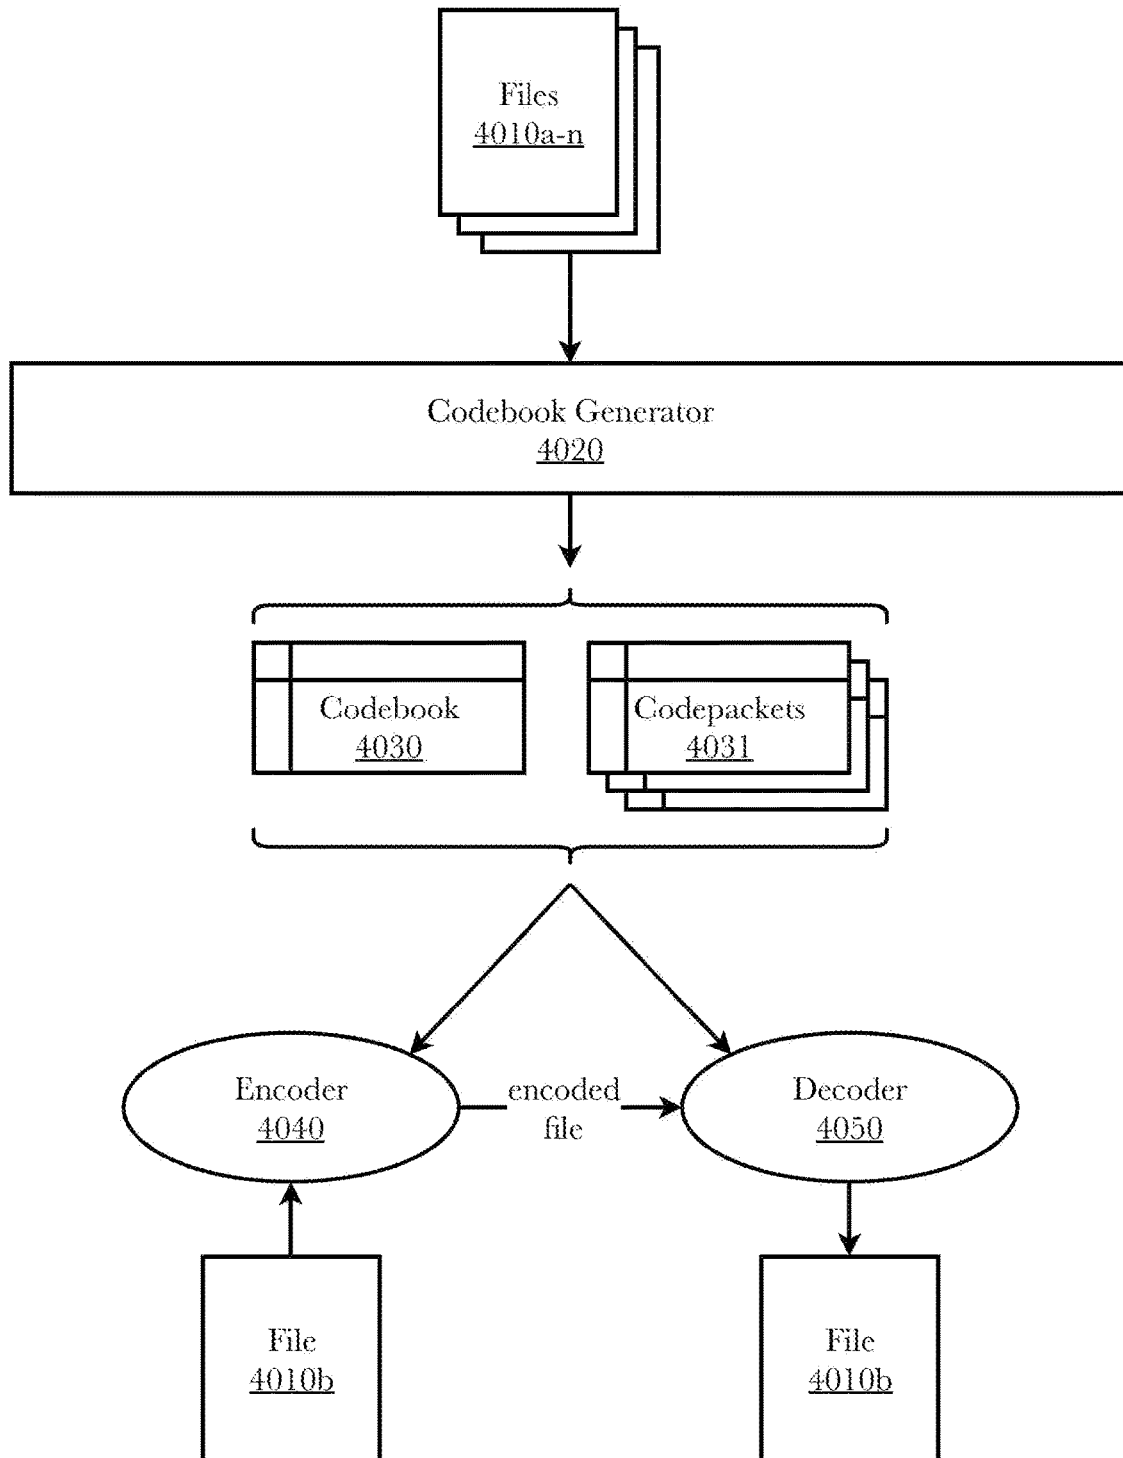 Files
4010a-n
Codebook Generator
4020
Codebook
4030
Codepackets
4031
Encoder
4040
encoded
file
Decoder
4050
File
4010b
File
4010b